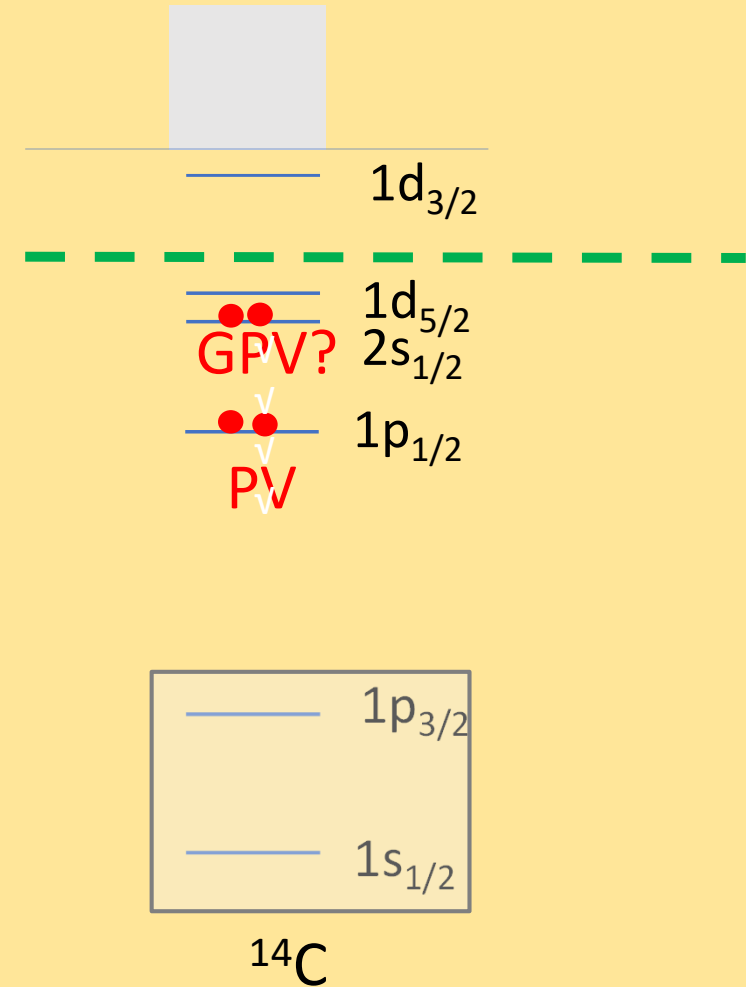 1d3/2
1d5/2
GPV?
2s1/2
√
√
1p1/2
√
PV
√
1p3/2
1s1/2
14C